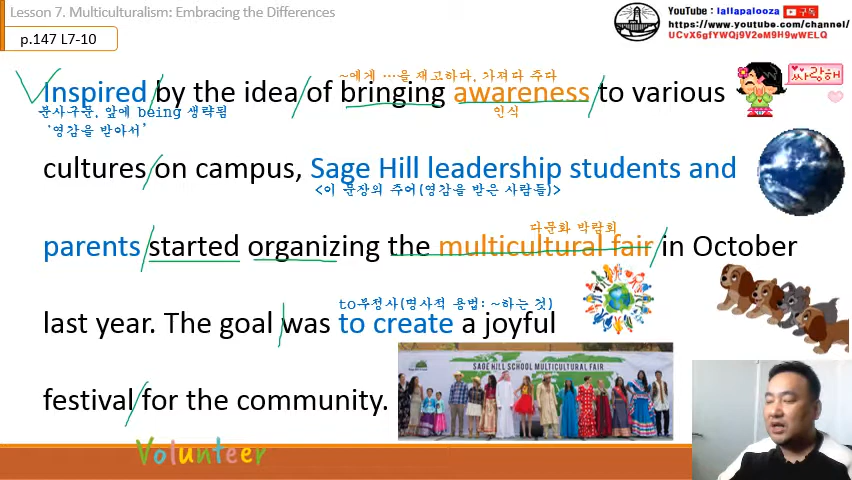 Lesson 7. Multiculturalism: Embracing the Differences
p.147 L7-10
YouTube : lallapalooza 구독
https://www.youtube.com/channel/
UCvX6gfYWQj9V2eM9H9wWELQ
~에게 …을 재고하다, 가져다 주다
Inspired by the idea of bringing awareness to various
분사구문. 앞에 being 생략됨
인식
'영감을 받아서'
싸랑해
cultures on campus, Sage Hill leadership students and
<이 문장의 주어(영감을 받은 사람들)>
다문화 박람회
parents started organizing the multicultural fair in October
to부정사(명사적 용법: ~하는 것)
last year. The goal was to create a joyful
SAGE HILL SCHOOL MULTICULTURAL FAIR
festival for the community.
Volunteer